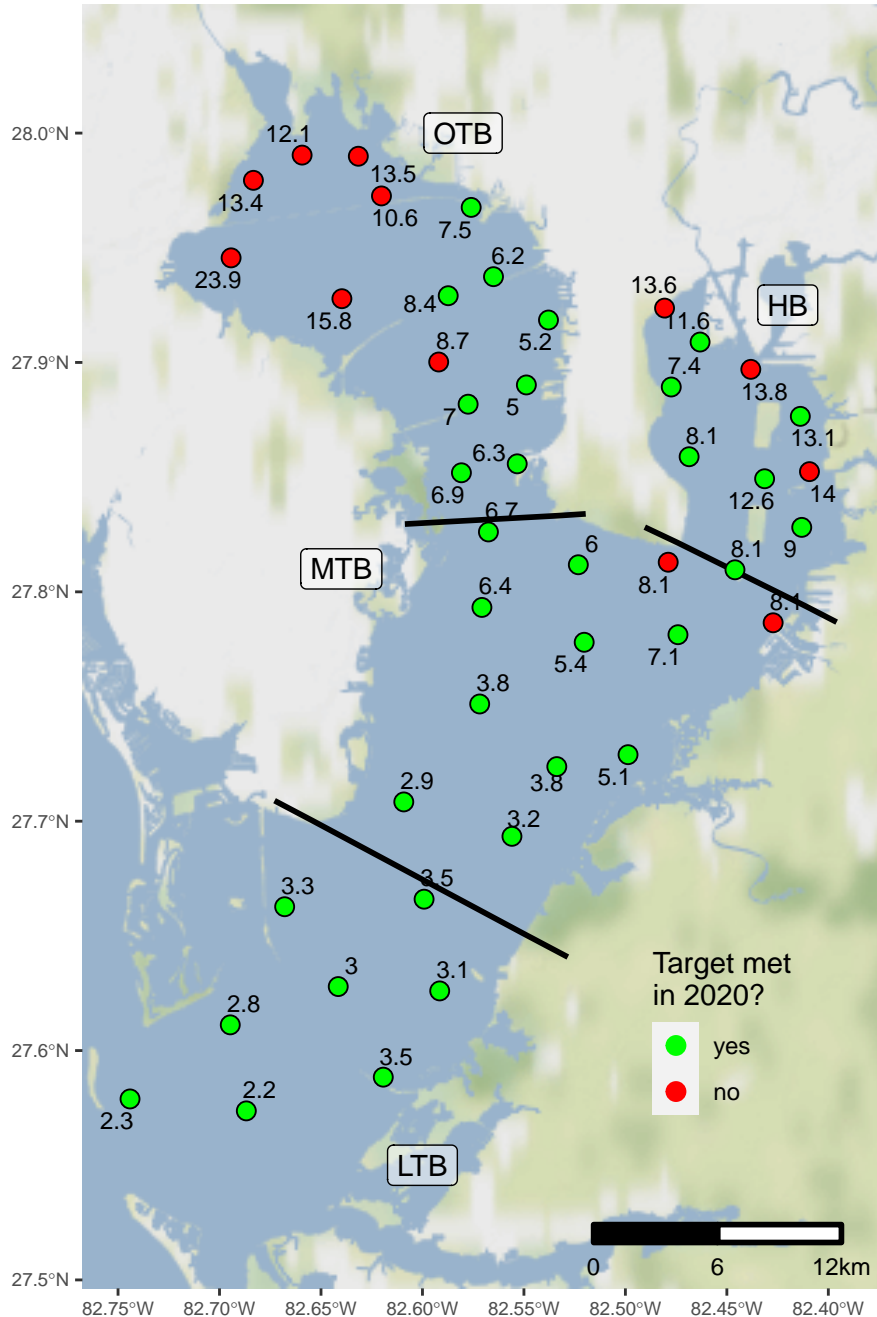 28.0°N
27.9°N
27.8°N
27.7°N
27.6°N
27.5°N
OTB
12.1
13.5
13.4
10.6
7.5
6.2
23.9
8.4
15.8
5.2
8.7
7
5
6.3
6.9
6.7
HB
13.6
11.6
7.4
13.8
13.1
8.1
14
12.6
9
8.1
MTB
6
8.1
8.1
6.4
5.4
7.1
3.8
3.8
5.1
2.9
3.2
3.5
3.3
3
3.1
2.8
3.5
2.3
2.2
LTB
Target met
in 2020?
yes
no
0 6 12km
82.75°W 82.70°W 82.65°W 82.60°W 82.55°W 82.50°W 82.45°W 82.40°W